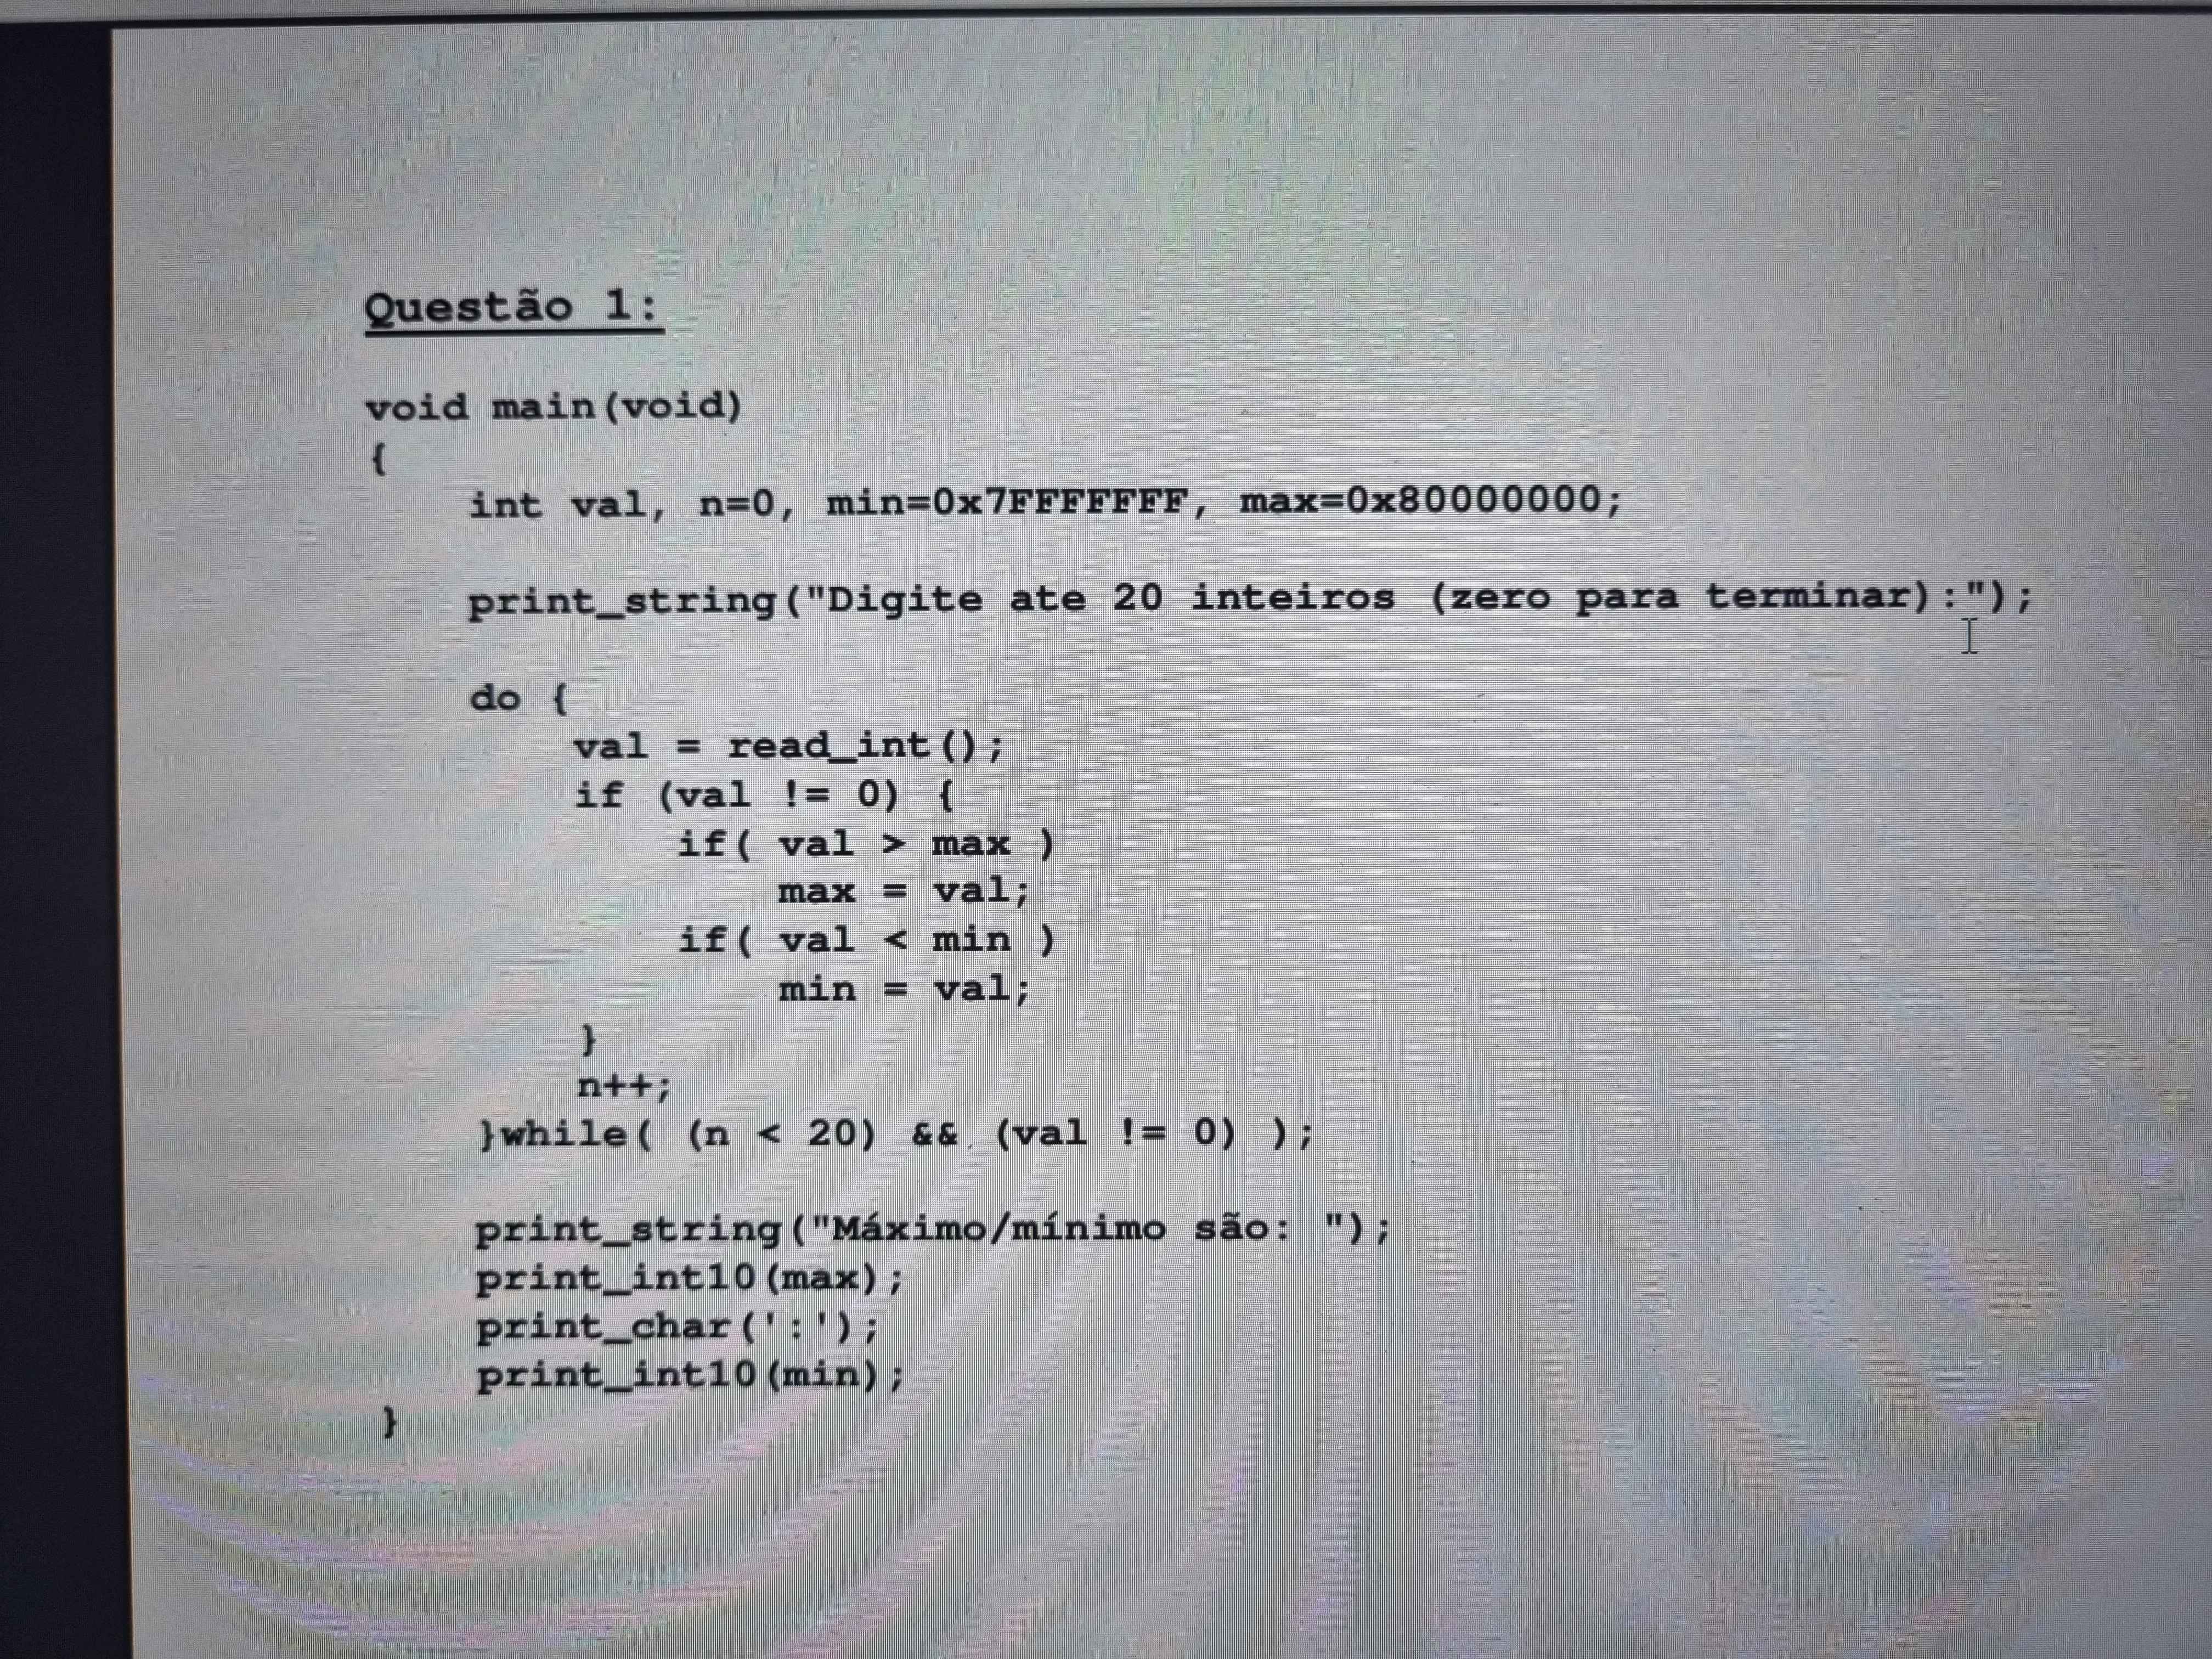 Questão 1:
void main(void)
{
int val, n=0, min=0x7FFFFFFF, max=0x80000000;
print_string("Digite ate 20 inteiros (zero para terminar):");
do {
val = read_int();
if (val != 0) {
if( val > max )
max = val;
if( val < min )
min = val;
}
n++;
}while( (n < 20) && (val != 0) );
print_string("Máximo/mínimo são: ");
print_int10(max);
print_char(':');
print_int10(min);
}